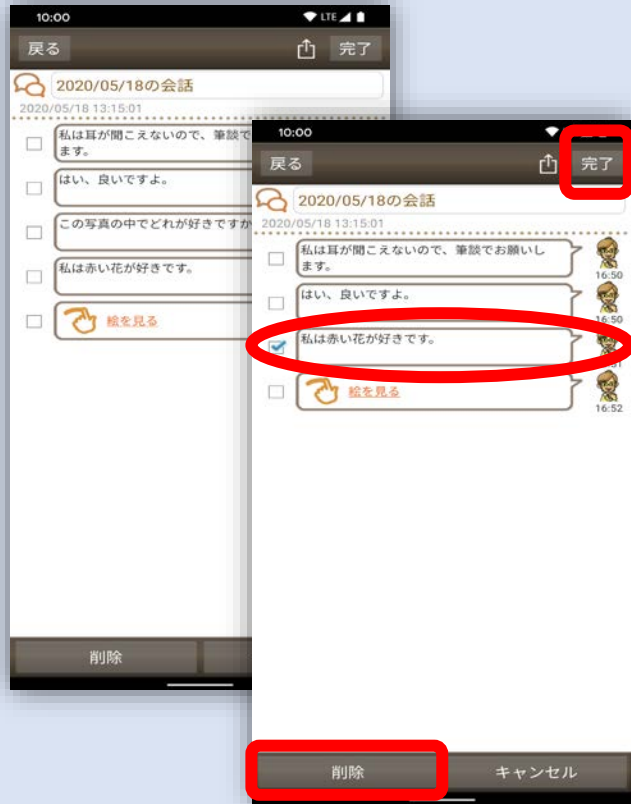 10:00
LTE
戻る
完了
2020/05/18の会話
2020/05/18 13:15:01
私は耳が聞こえないので、筆談で
ます。
はい、良いですよ。
この写真の中でどれが好きですか
私は赤い花が好きです。
絵を見る
削除
10:00
戻る
完了
2020/05/18の会話
2020/05/18 13:15:01
私は耳が聞こえないので、筆談でお願いし
ます。
16:50
はい、良いですよ。
16:50
私は赤い花が好きです。
絵を見る
16:52
削除
キャンセル